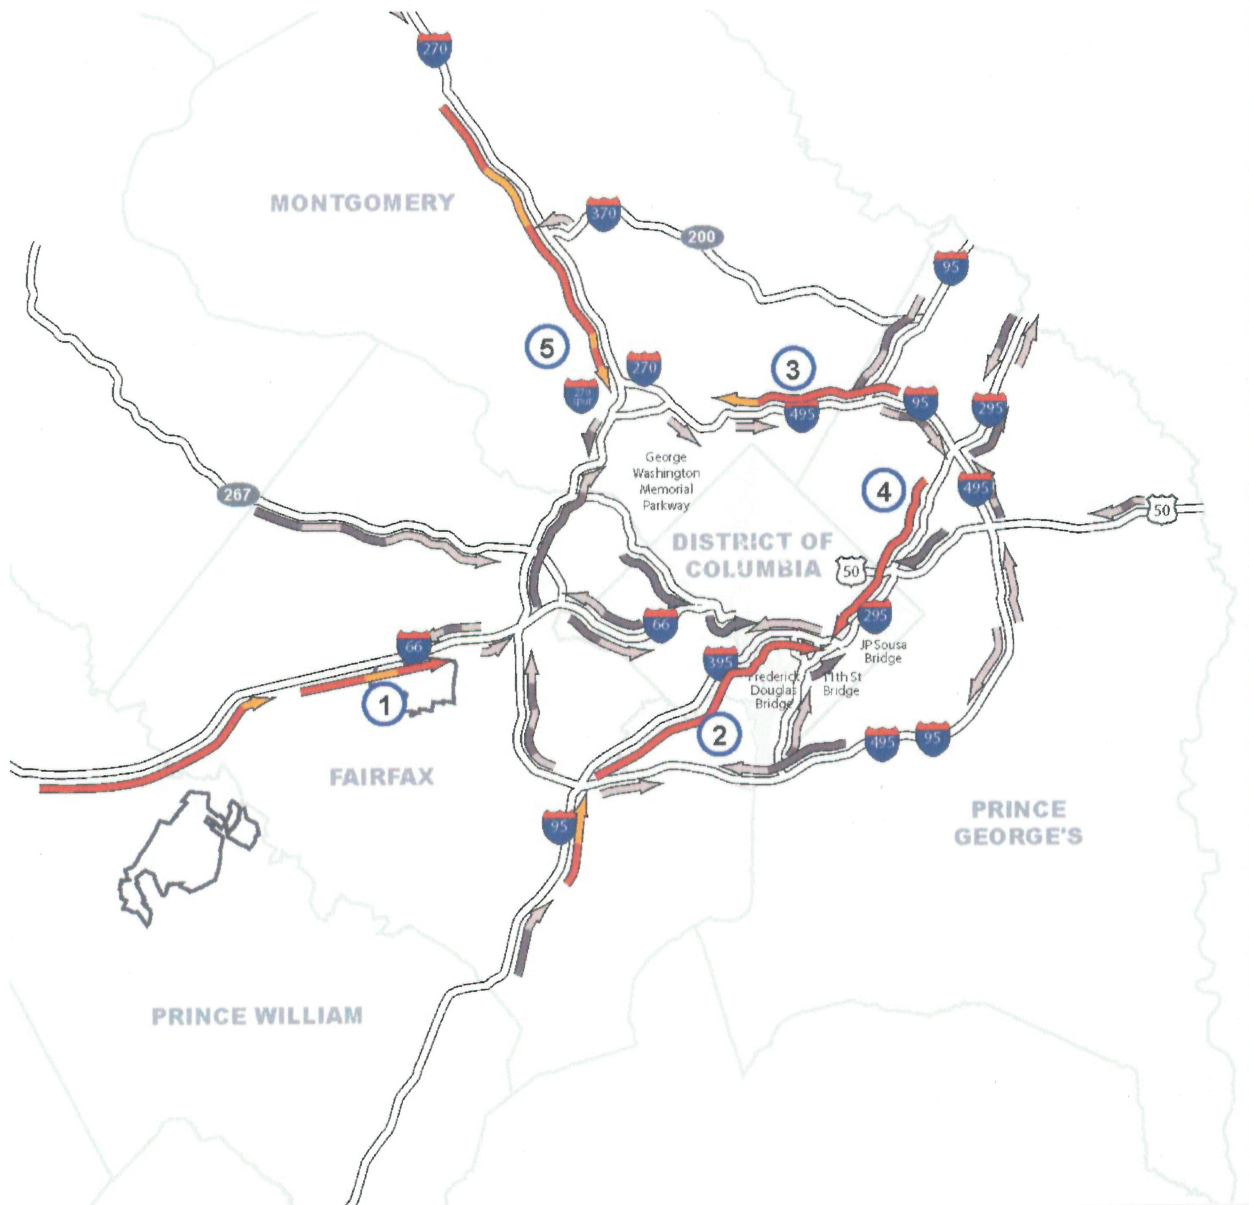 270
MONTGOMERY
370
200
95
5
270
270
spur
3
495
95
295
George
Washington
Memorial
Parkway
4
495
267
50
DISTRICT OF
COLUMBIA
50
66
295
66
395
JP Sousa
Bridge
Frederick
Douglas
Bridge
11th St
Bridge
1
2
495
95
FAIRFAX
95
PRINCE
GEORGE'S
PRINCE WILLIAM